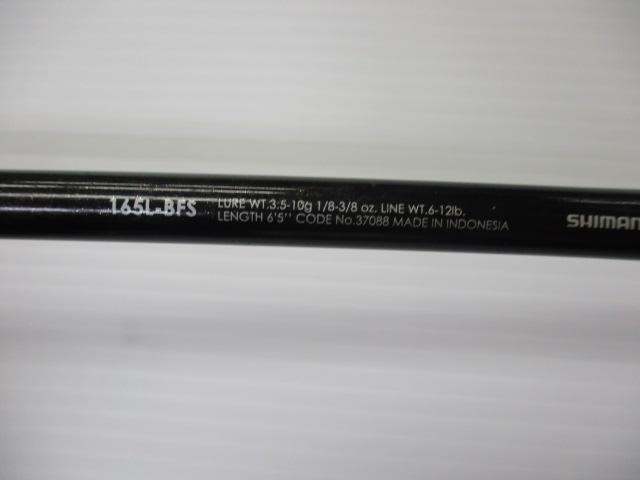 165L-BFS
LURE WT.3.5-10g 1/8-3/8 oz. LINE WT.6-12lb.
LENGTH 6'5'' CODE No.37088 MADE IN INDONESIA
SHIMAN